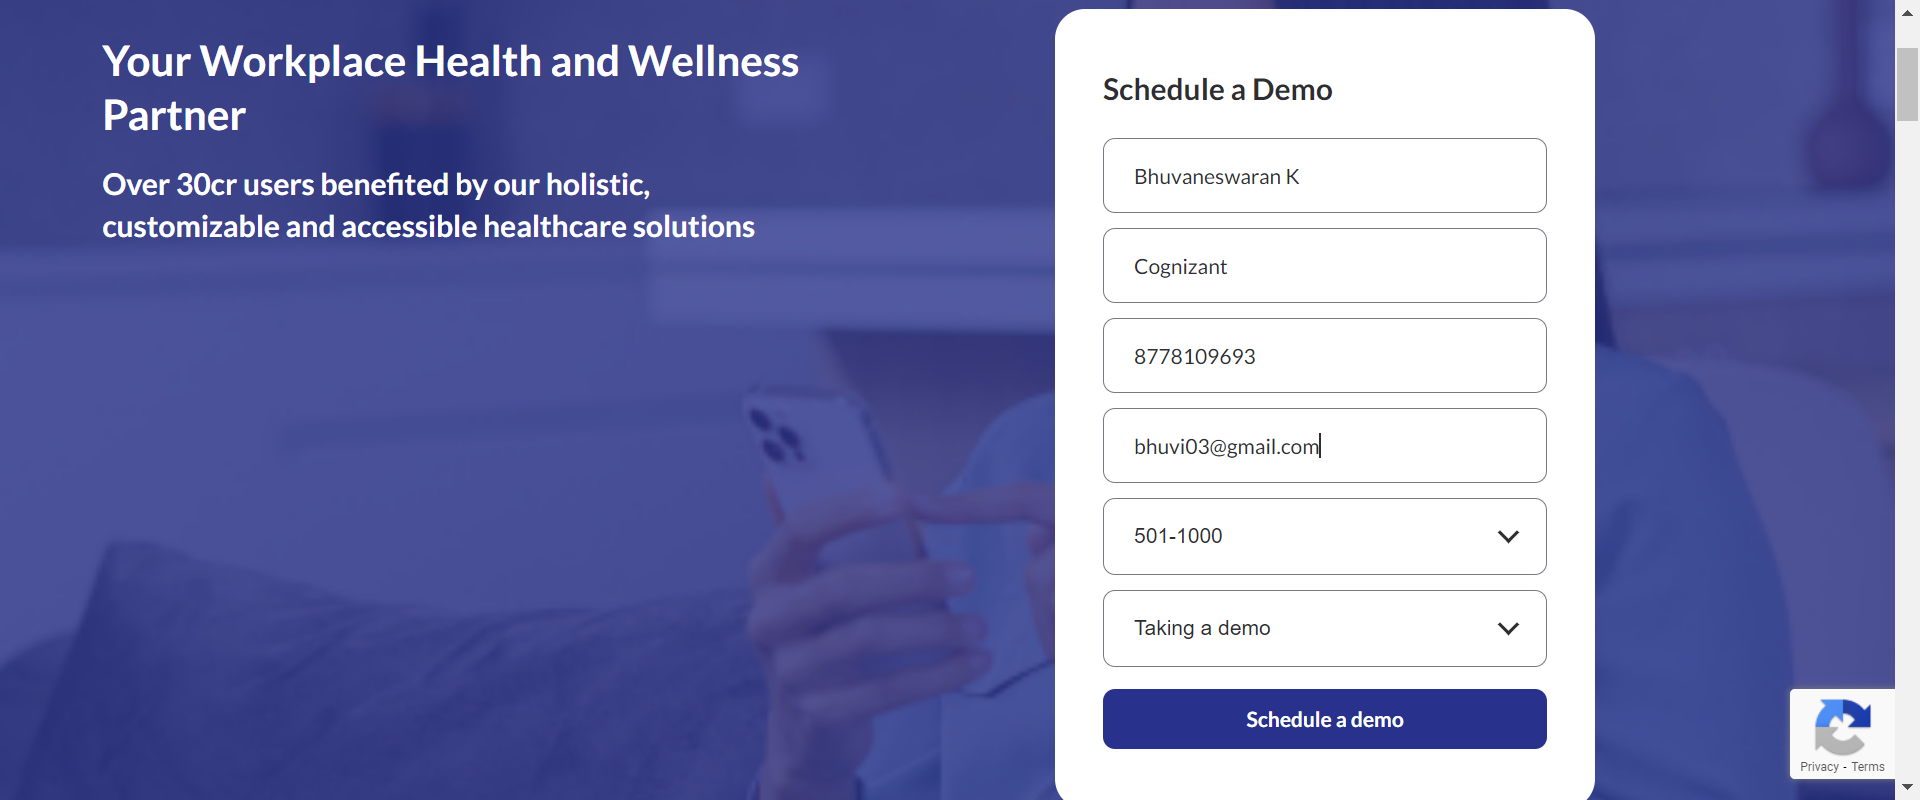 Your Workplace Health and Wellness
Partner
Over 30cr users benefited by our holistic,
customizable and accessible healthcare solutions
Schedule a Demo
Bhuvaneswaran K
Cognizant
8778109693
bhuvi03@gmail.com
501-1000
Taking a demo
Schedule a demo
Privacy - Terms